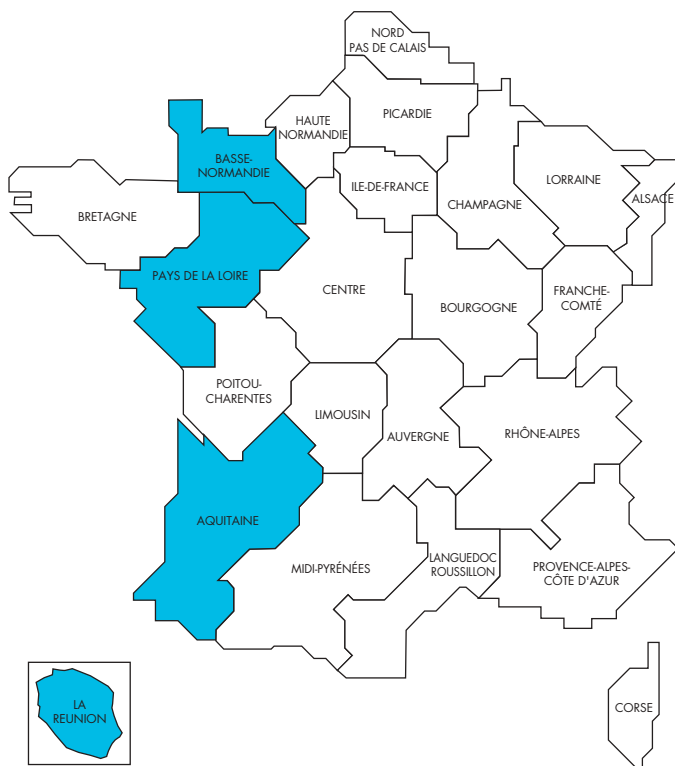 NORD
PAS DE CALAIS
HAUTE
NORMANDIE
PICARDIE
BASSE-
NORMANDIE
ILE-DE-FRANCE
LORRAINE
ALSACE
CHAMPAGNE
BRETAGNE
PAYS DE LA LOIRE
CENTRE
BOURGOGNE
FRANCHE-
COMTÉ
POITOU-
CHARENTES
LIMOUSIN
AUVERGNE
RHÔNE-ALPES
AQUITAINE
MIDI-PYRÉNÉES
LANGUEDOC
ROUSSILLON
PROVENCE-ALPES-
CÔTE D'AZUR
LA
REUNION
CORSE